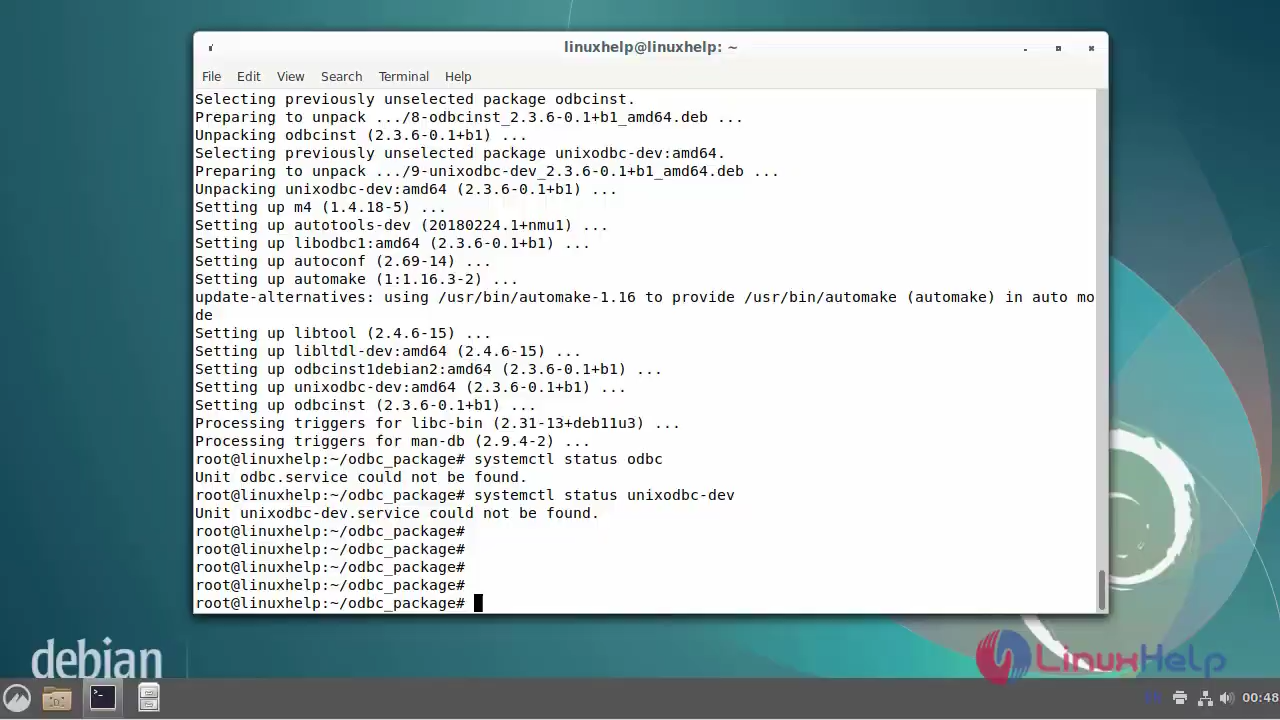 linuxhelp@linuxhelp: ~
File Edit View Search Terminal Help
Selecting previously unselected package odbcinst.
Preparing to unpack .../8-odbcinst_2.3.6-0.1+b1_amd64.deb ...
Unpacking odbcinst (2.3.6-0.1+b1) ...
Selecting previously unselected package unixodbc-dev:amd64.
Preparing to unpack .../9-unixodbc-dev_2.3.6-0.1+b1_amd64.deb ...
Unpacking unixodbc-dev:amd64 (2.3.6-0.1+b1) ...
Setting up m4 (1.4.18-5) ...
Setting up autotools-dev (20180224.1+nmu1) ...
Setting up libodbc1:amd64 (2.3.6-0.1+b1) ...
Setting up autoconf (2.69-14) ...
Setting up automake (1:1.16.3-2) ...
update-alternatives: using /usr/bin/automake-1.16 to provide /usr/bin/automake (automake) in auto mo
de
Setting up libtool (2.4.6-15) ...
Setting up libltdl-dev:amd64 (2.4.6-15) ...
Setting up odbcinst1debian2:amd64 (2.3.6-0.1+b1) ...
Setting up unixodbc-dev:amd64 (2.3.6-0.1+b1) ...
Setting up odbcinst (2.3.6-0.1+b1) ...
Processing triggers for libc-bin (2.31-13+deb11u3) ...
Processing triggers for man-db (2.9.4-2) ...
root@linuxhelp:~/odbc_package# systemctl status odbc
Unit odbc.service could not be found.
root@linuxhelp:~/odbc_package# systemctl status unixodbc-dev
Unit unixodbc-dev.service could not be found.
root@linuxhelp:~/odbc_package#
root@linuxhelp:~/odbc_package#
root@linuxhelp:~/odbc_package#
root@linuxhelp:~/odbc_package#
root@linuxhelp:~/odbc_package#
debian
LinuxHelp
00:48